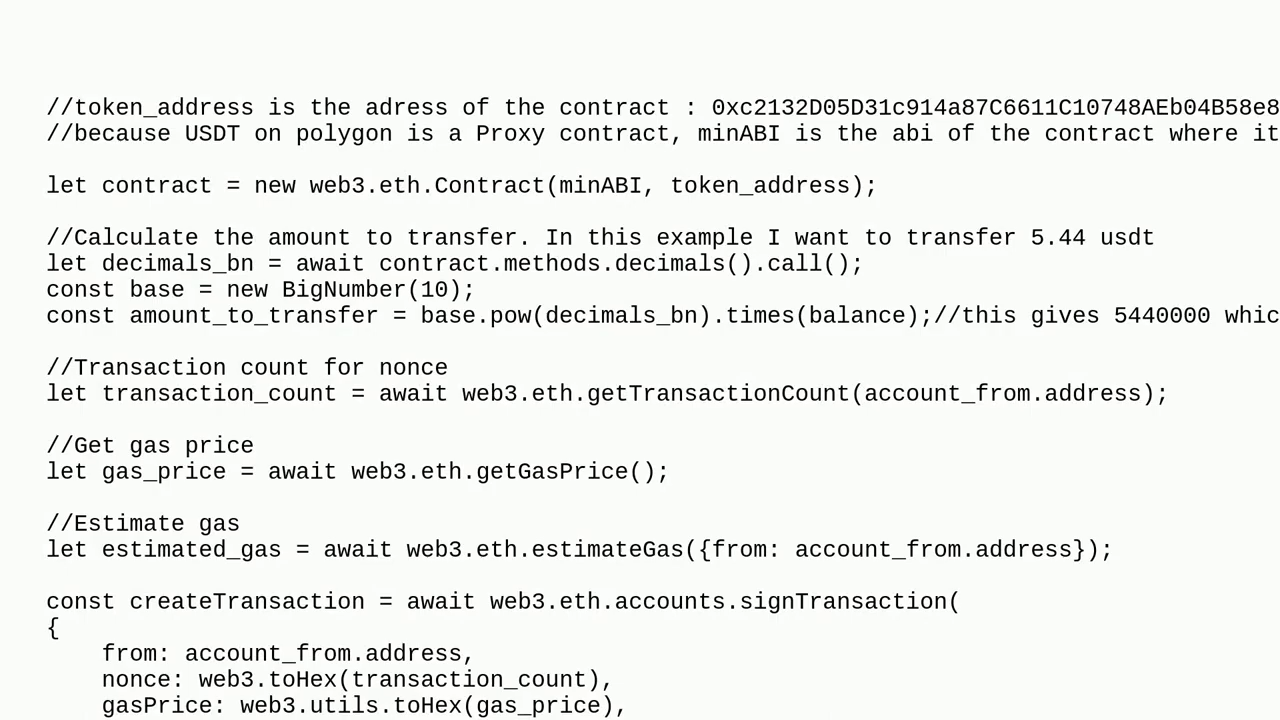 //token_address is the adress of the contract : 0xc2132D05D31c914a87C6611C10748AEb04B58e8
//because USDT on polygon is a Proxy contract, minABI is the abi of the contract where it
let contract = new web3.eth.Contract(minABI, token_address);
//Calculate the amount to transfer. In this example I want to transfer 5.44 usdt
let decimals_bn = await contract.methods.decimals().call();
const base = new BigNumber(10);
const amount_to_transfer = base.pow(decimals_bn).times(balance);//this gives 5440000 whic
//Transaction count for nonce
let transaction_count = await web3.eth.getTransactionCount(account_from.address);
//Get gas price
let gas_price = await web3.eth.getGasPrice();
//Estimate gas
let estimated_gas = await web3.eth.estimateGas({from: account_from.address});
const createTransaction = await web3.eth.accounts.signTransaction(
{
    from: account_from.address,
    nonce: web3.toHex(transaction_count),
    gasPrice: web3.utils.toHex(gas_price),